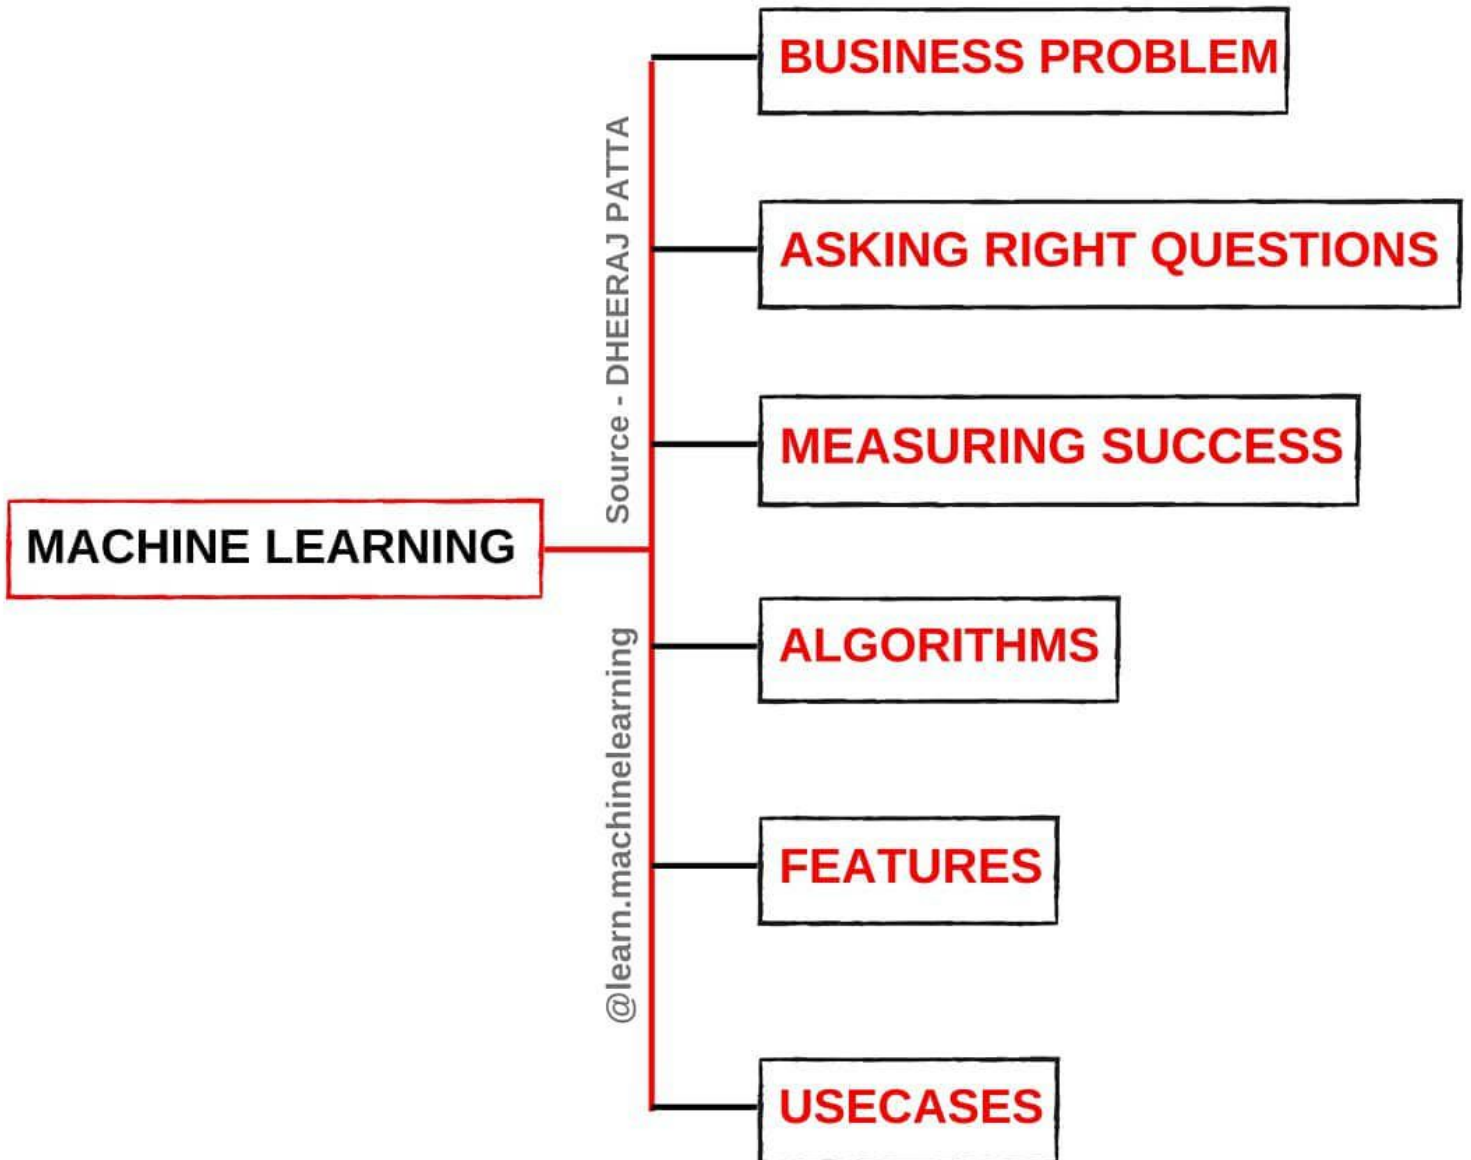 BUSINESS PROBLEM
ASKING RIGHT QUESTIONS
MEASURING SUCCESS
Source - DHEERAJ PATTA
MACHINE LEARNING
ALGORITHMS
@learn.machinelearning
FEATURES
USECASES